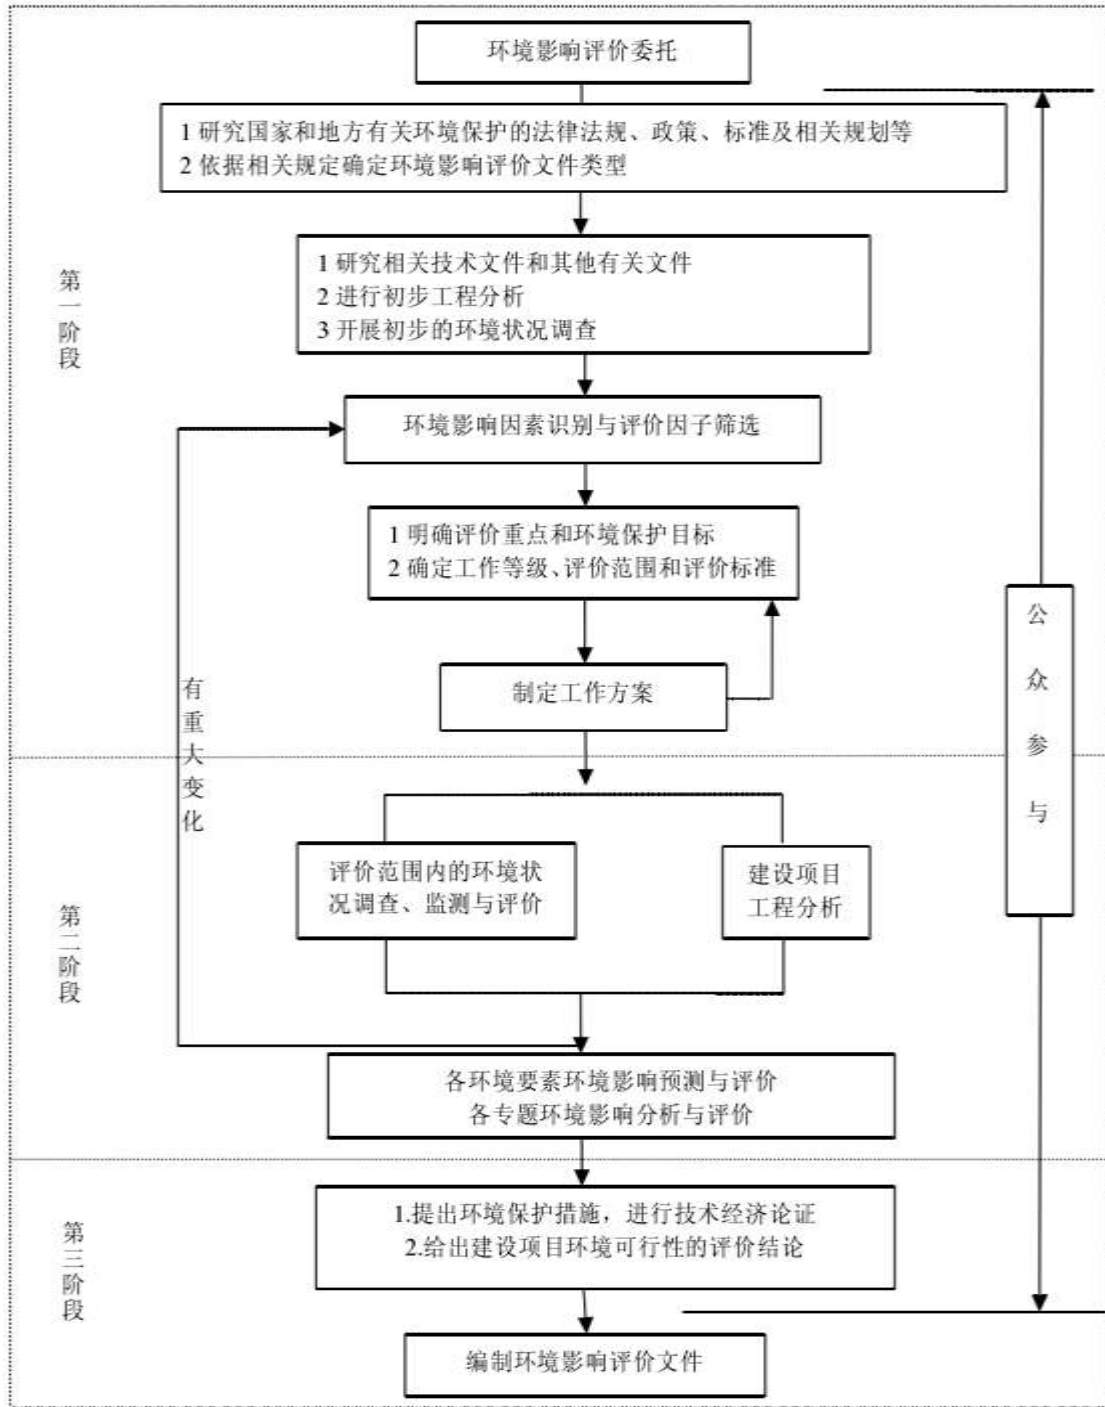 环境影响评价委托
1 研究国家和地方有关环境保护的法律法规、政策、标准及相关规划等
2 依据相关规定确定环境影响评价文件类型
1 研究相关技术文件和其他有关文件
2 进行初步工程分析
3 开展初步的环境状况调查
第一阶段
环境影响因素识别与评价因子筛选
1 明确评价重点和环境保护目标
2 确定工作等级、评价范围和评价标准
公众参与
制定工作方案
有重大变化
评价范围内的环境状
况调查、监测与评价
建设项目
工程分析
第二阶段
各环境要素环境影响预测与评价
各专题环境影响分析与评价
1.提出环境保护措施，进行技术经济论证
2.给出建设项目环境可行性的评价结论
第三阶段
编制环境影响评价文件